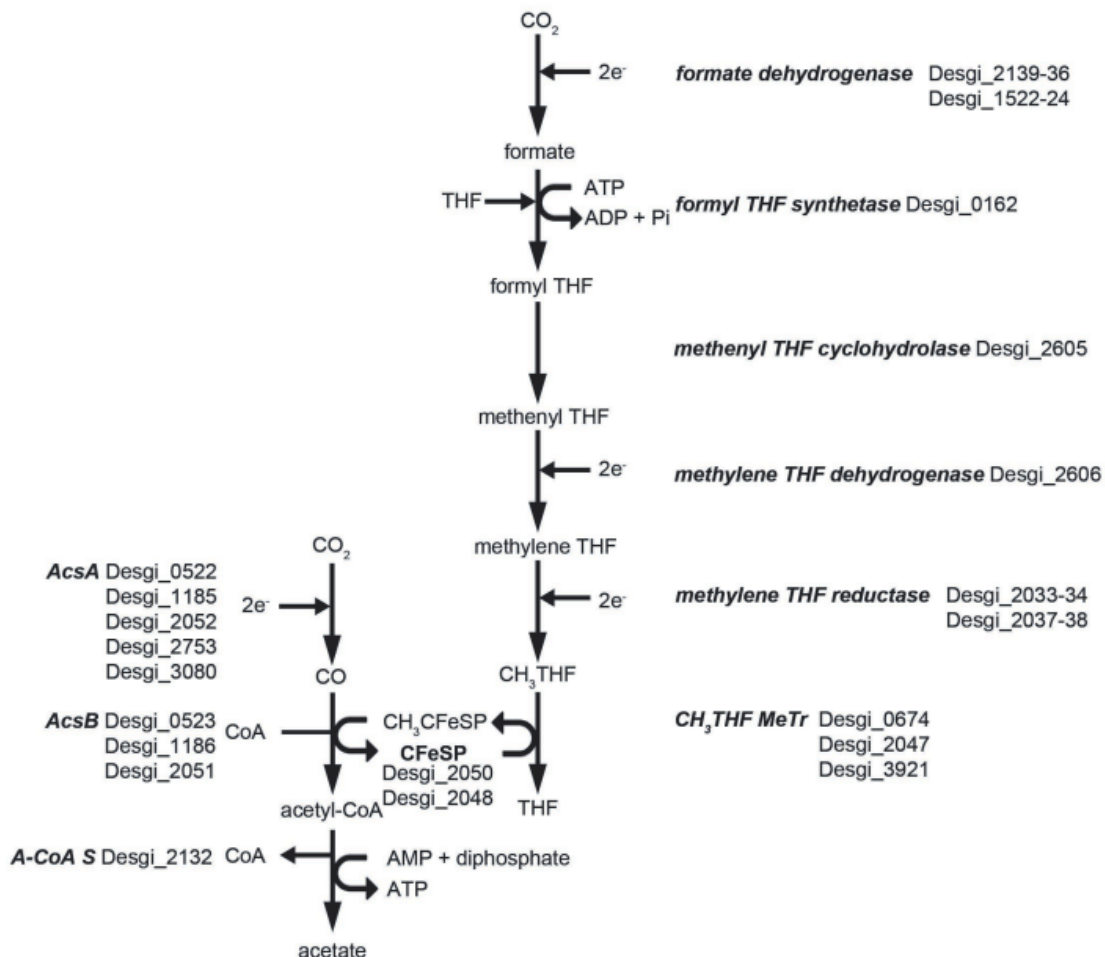 CO2
2e-
formate dehydrogenase Desgi_2139-36
Desgi_1522-24
formate
THF
ATP
ADP + Pi
formyl THF synthetase Desgi_0162
formyl THF
methenyl THF cyclohydrolase Desgi_2605
methenyl THF
2e-
methylene THF dehydrogenase Desgi_2606
methylene THF
CO2
AcsA Desgi_0522
Desgi_1185
Desgi_2052
Desgi_2753
Desgi_3080
2e-
2e-
methylene THF reductase Desgi_2033-34
Desgi_2037-38
CO
CH3THF
AcsB Desgi_0523
Desgi_1186
Desgi_2051
CoA
CH3CFeSP
CFeSP
Desgi_2050
Desgi_2048
CH3THF MeTr Desgi_0674
Desgi_2047
Desgi_3921
acetyl-CoA
THF
A-CoA S Desgi_2132
CoA
AMP + diphosphate
ATP
acetate